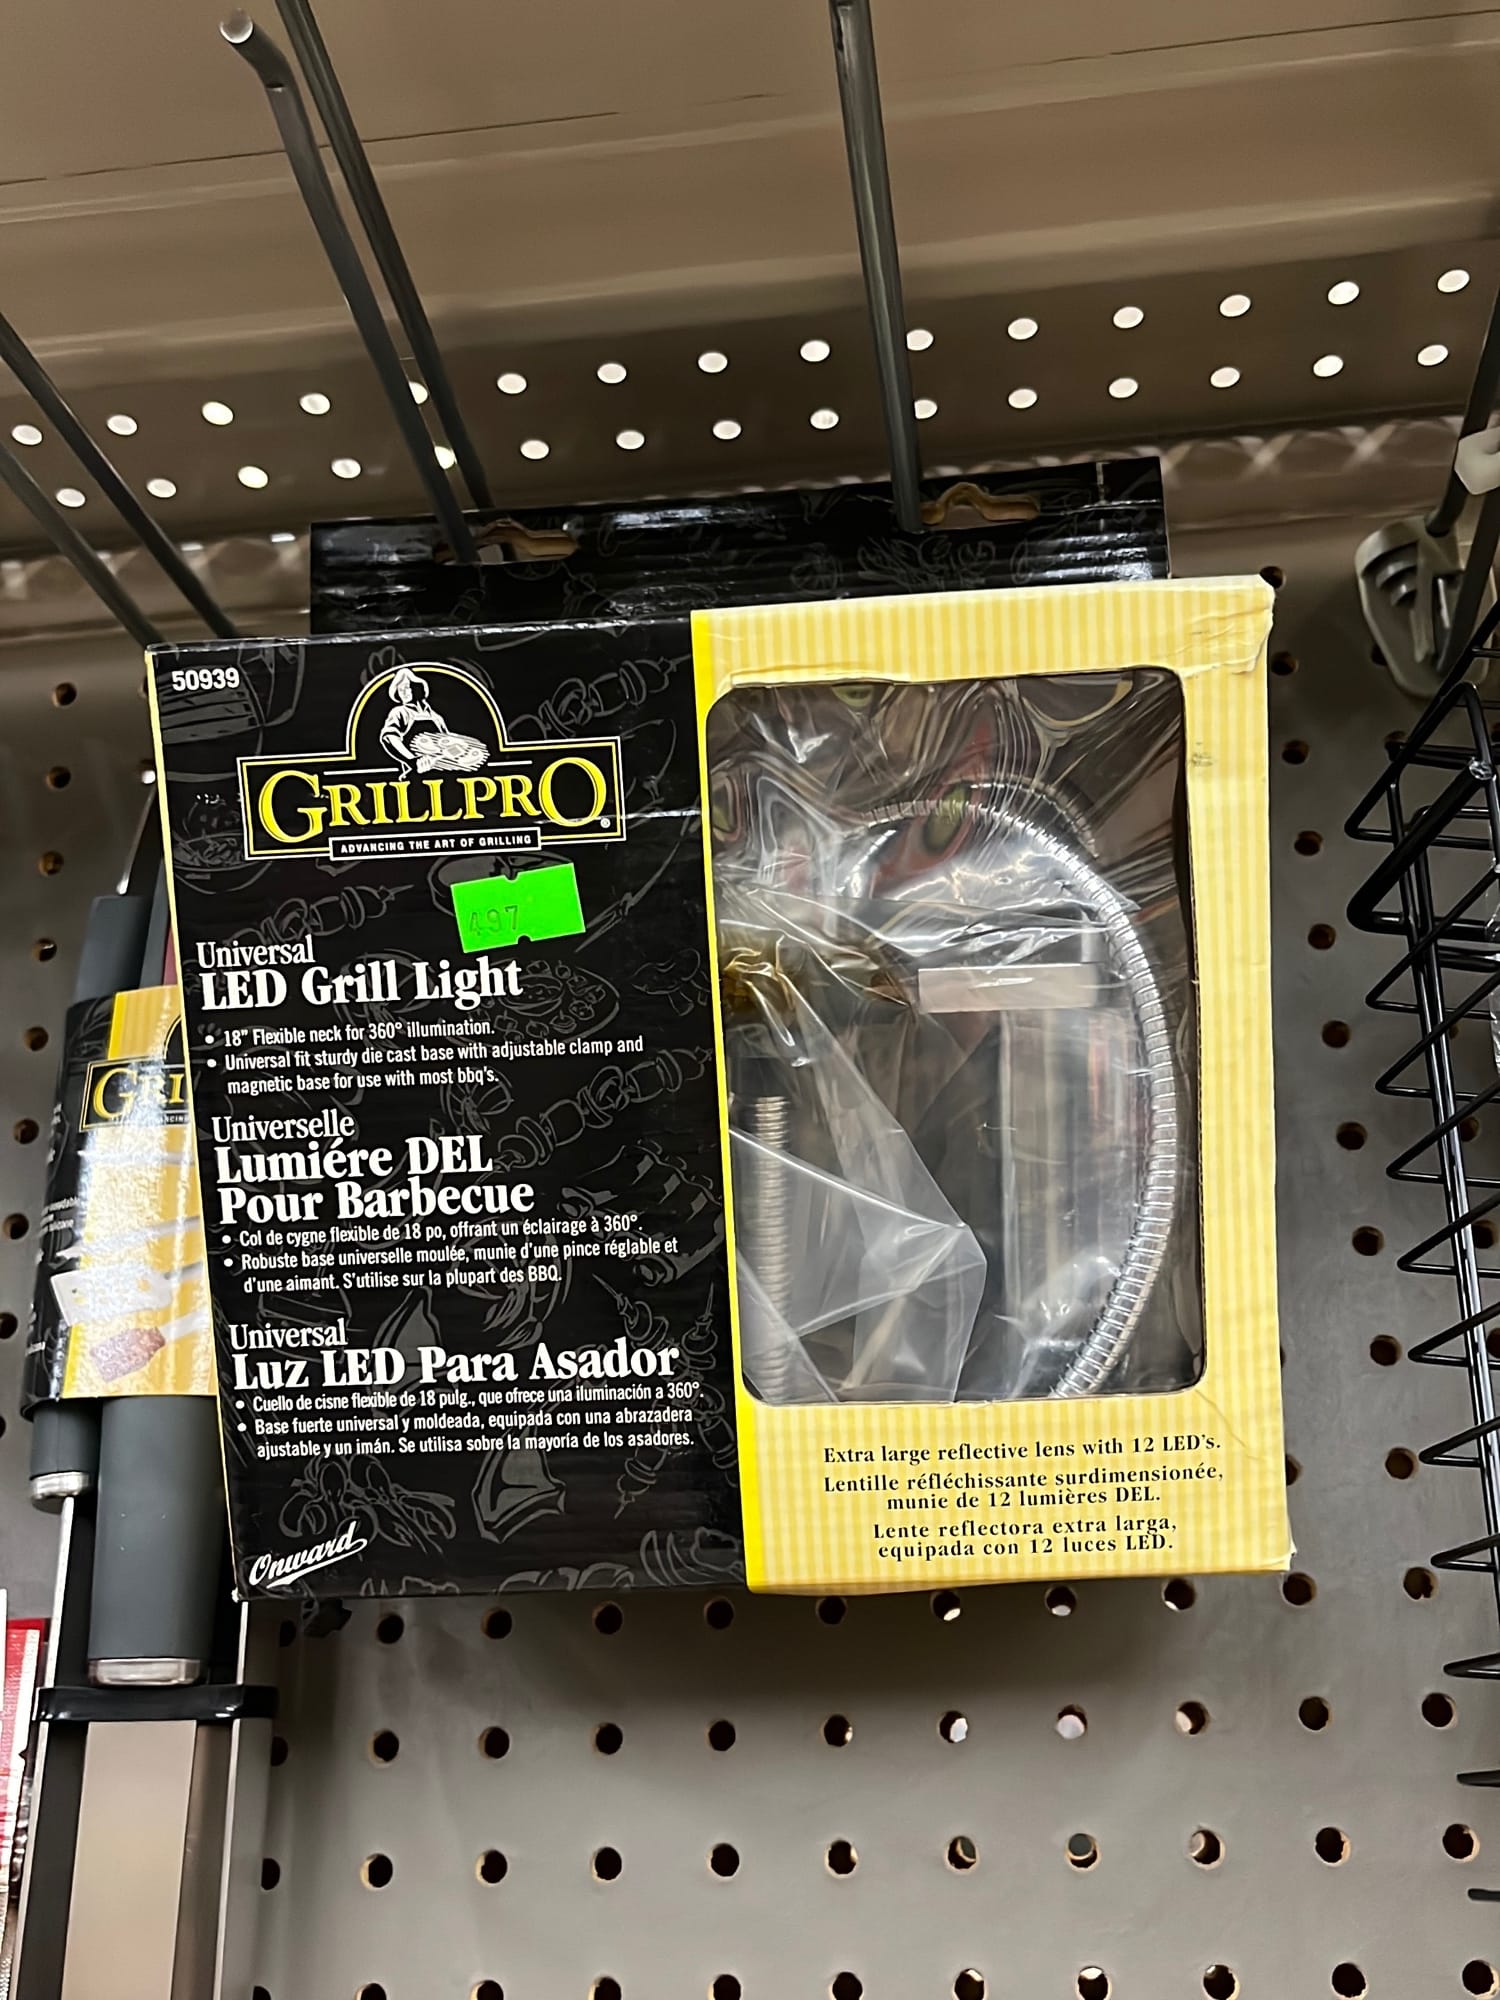 50939
GRILLPRO®
ADVANCING THE ART OF GRILLING
497
Universal
LED Grill Light
• 18" Flexible neck for 360° illumination.
• Universal fit sturdy die cast base with adjustable clamp and
magnetic base for use with most bbq's.
Universelle
Lumiére DEL
Pour Barbecue
• Col de cygne flexible de 18 po, offrant un éclairage à 360°.
• Robuste base universelle moulée, munie d'une pince réglable et
d'une aimant. S'utilise sur la plupart des BBQ.
Universal
Luz LED Para Asador
• Cuello de cisne flexible de 18 pulg., que ofrece una iluminación a 360°.
• Base fuerte universal y moldeada, equipada con una abrazadera
ajustable y un imán. Se utilisa sobre la mayoría de los asadores.
Onward
Extra large reflective lens with 12 LED's.
Lentille réfléchissante surdimensionée,
munie de 12 lumières DEL.
Lente reflectora extra larga,
equipada con 12 luces LED.
GRI